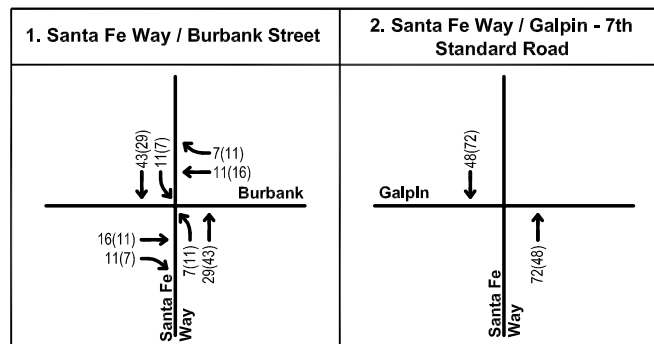 1. Santa Fe Way / Burbank Street
43(29)
11(7)
7(11)
11(16)
Burbank
16(11)
11(7)
7(11)
29(43)
Santa Fe
Way
2. Santa Fe Way / Galpin - 7th
Standard Road
48(72)
Galpin
72(48)
Santa Fe
Way